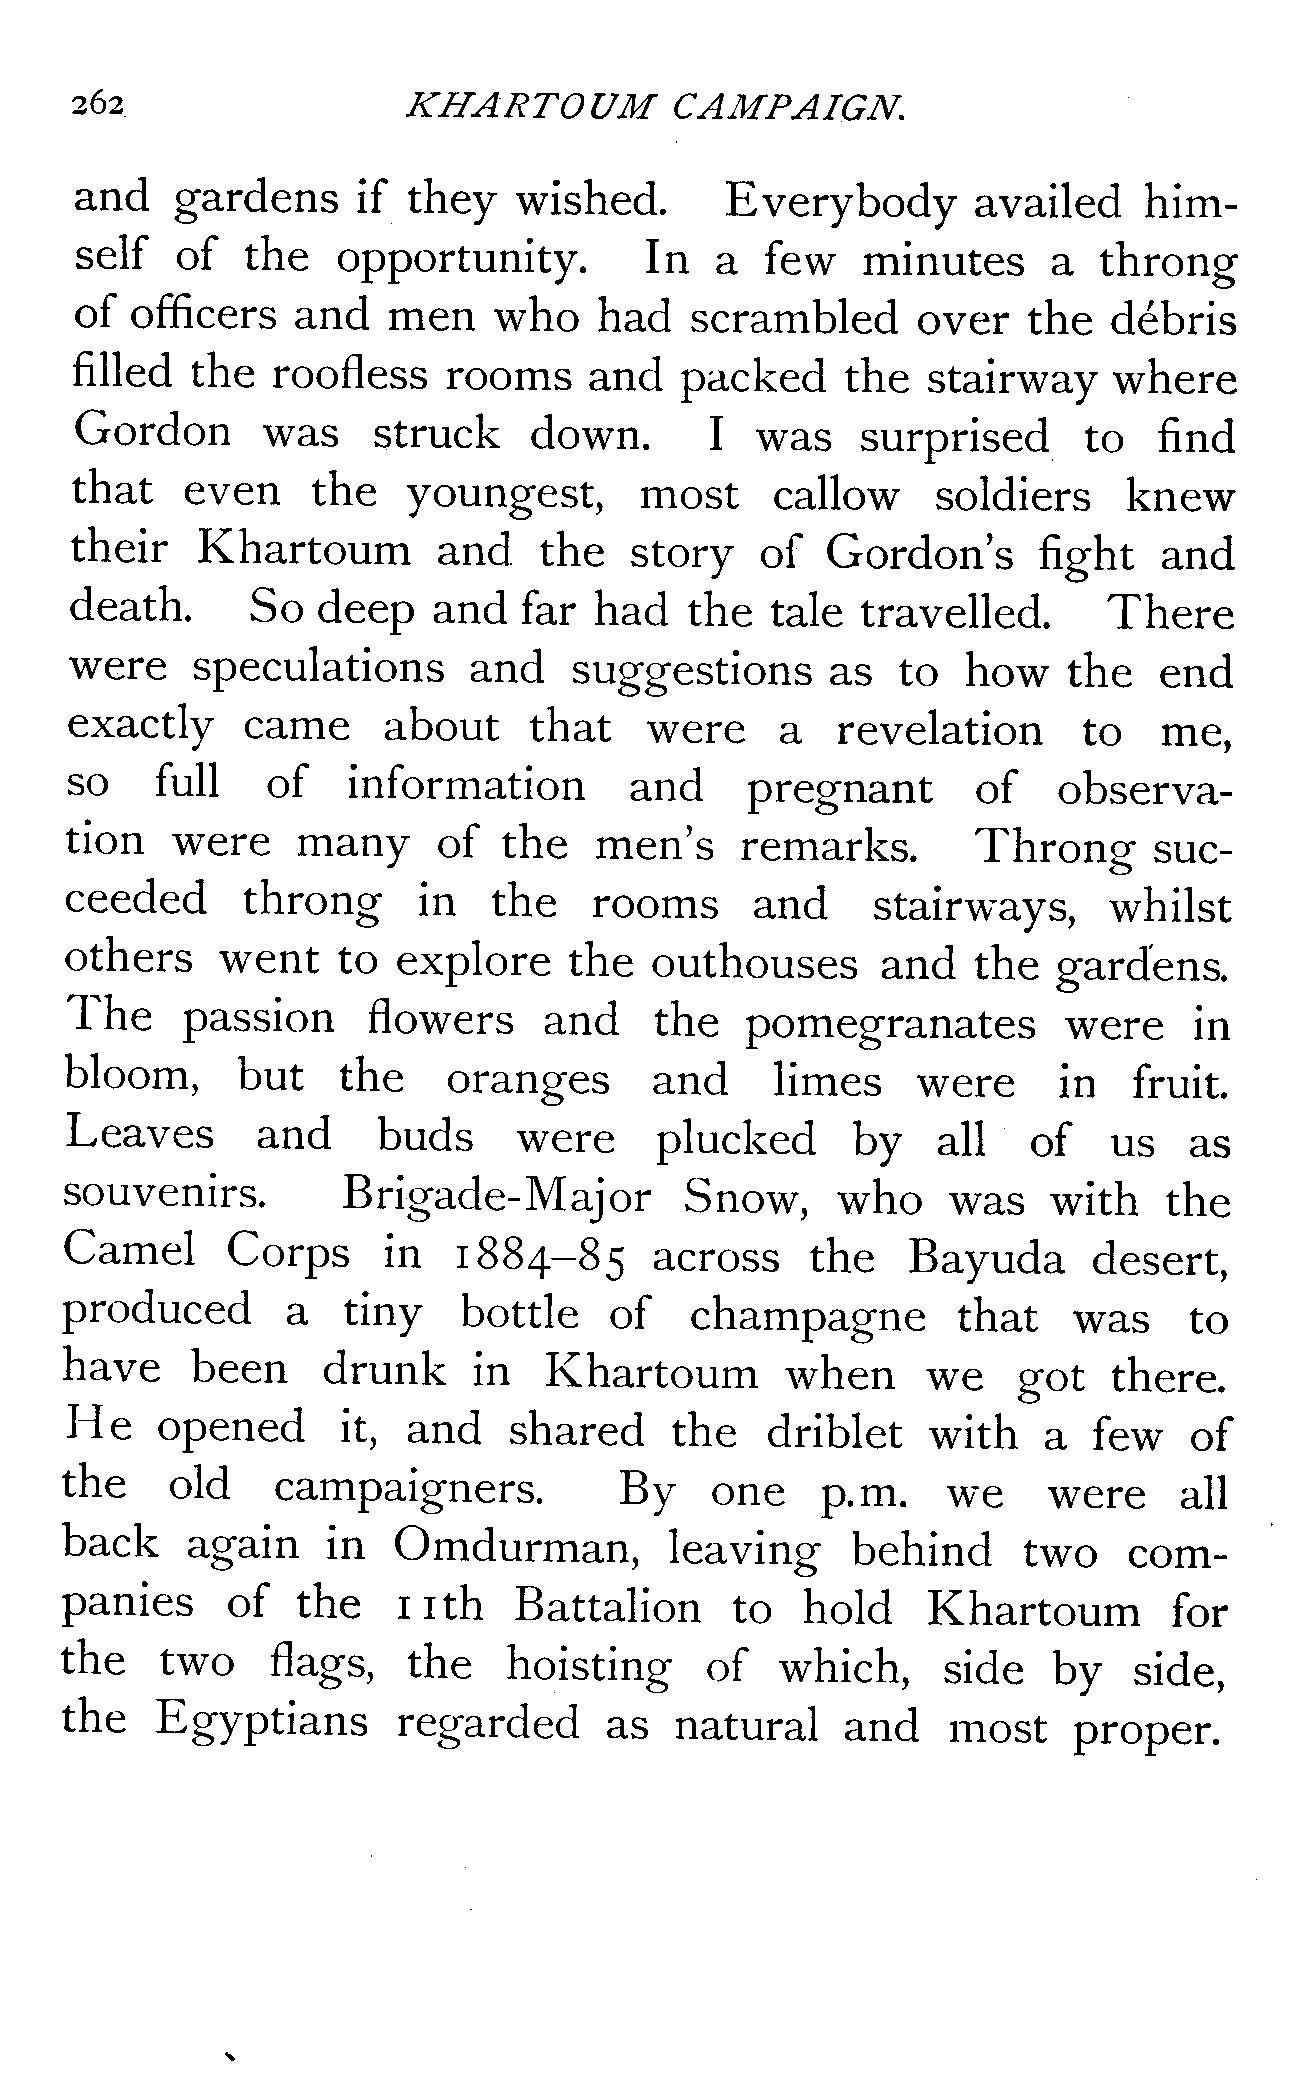 262 KHARTOUM CAMPAIGN.
and gardens if they wished. Everybody availed him-
self of the opportunity. In a few minutes a throng
of officers and men who had scrambled over the débris
filled the roofless rooms and packed the stairway where
Gordon was struck down. I was surprised to find
that even the youngest, most callow soldiers knew
their Khartoum and the story of Gordon's fight and
death. So deep and far had the tale travelled. There
were speculations and suggestions as to how the end
exactly came about that were a revelation to me,
so full of information and pregnant of observa-
tion were many of the men's remarks. Throng suc-
ceeded throng in the rooms and stairways, whilst
others went to explore the outhouses and the gardens.
The passion flowers and the pomegranates were in
bloom, but the oranges and limes were in fruit.
Leaves and buds were plucked by all of us as
souvenirs. Brigade-Major Snow, who was with the
Camel Corps in 1884–85 across the Bayuda desert,
produced a tiny bottle of champagne that was to
have been drunk in Khartoum when we got there.
He opened it, and shared the driblet with a few of
the old campaigners. By one p.m. we were all
back again in Omdurman, leaving behind two com-
panies of the 11th Battalion to hold Khartoum for
the two flags, the hoisting of which, side by side,
the Egyptians regarded as natural and most proper.